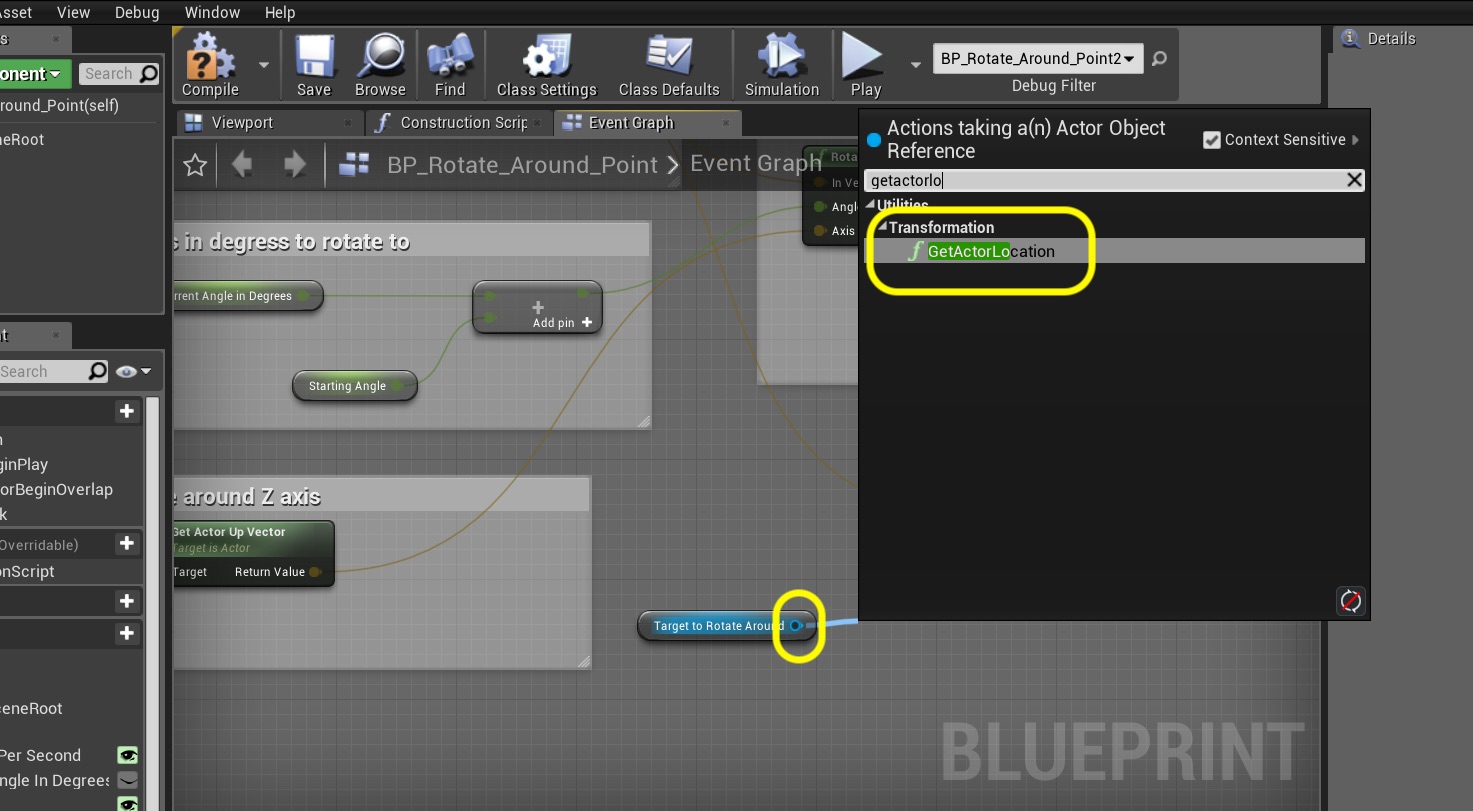 Asset View Debug Window Help
s
onent Search
round_Point(self)
neRoot
Compile Save Browse Find Class Settings Class Defaults Simulation Play
BP_Rotate_Around_Point2
Debug Filter
Details
Viewport Construction Scrip Event Graph
BP_Rotate_Around_Point Event Graph
Actions taking a(n) Actor Object
Reference
Context Sensitive
getactorlo
Utilities
Transformation
GetActorLocation
Rota
In Ve
Angl
Axis
s in degress to rotate to
rrent Angle in Degrees
Add pin
Starting Angle
t
Search
n
ginPlay
orBeginOverlap
k
Overridable)
onScript
e around Z axis
Get Actor Up Vector
Target is Actor
Target Return Value
Target to Rotate Around
ceneRoot
Per Second
ngle In Degrees
BLUEPRINT